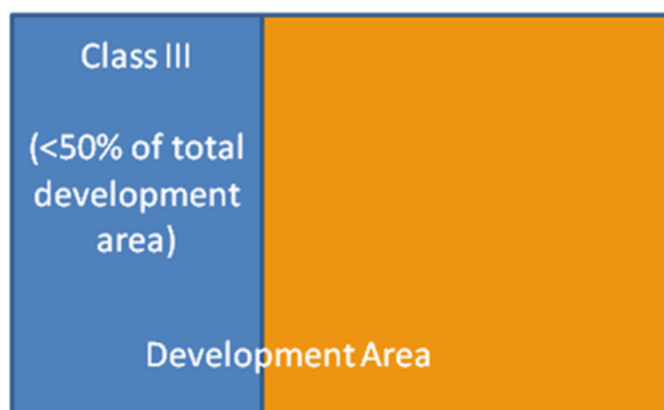 Class III
(<50% of total
development
area)
Development Area